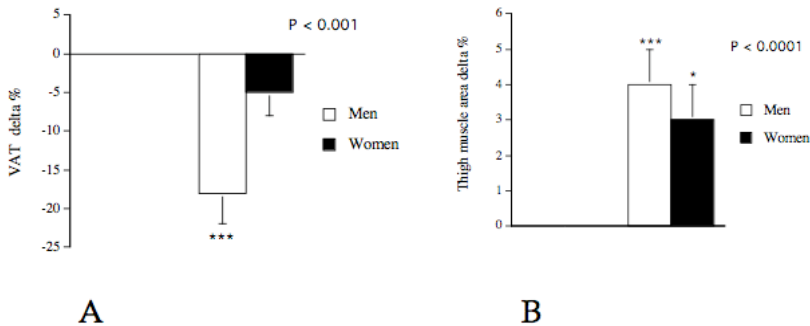 5
0
-5
-10
-15
-20
-25
VAT delta %
P < 0.001
Men
Women
***
A
6
5
4
3
2
1
0
Thigh muscle area delta %
***
*
P < 0.0001
Men
Women
B